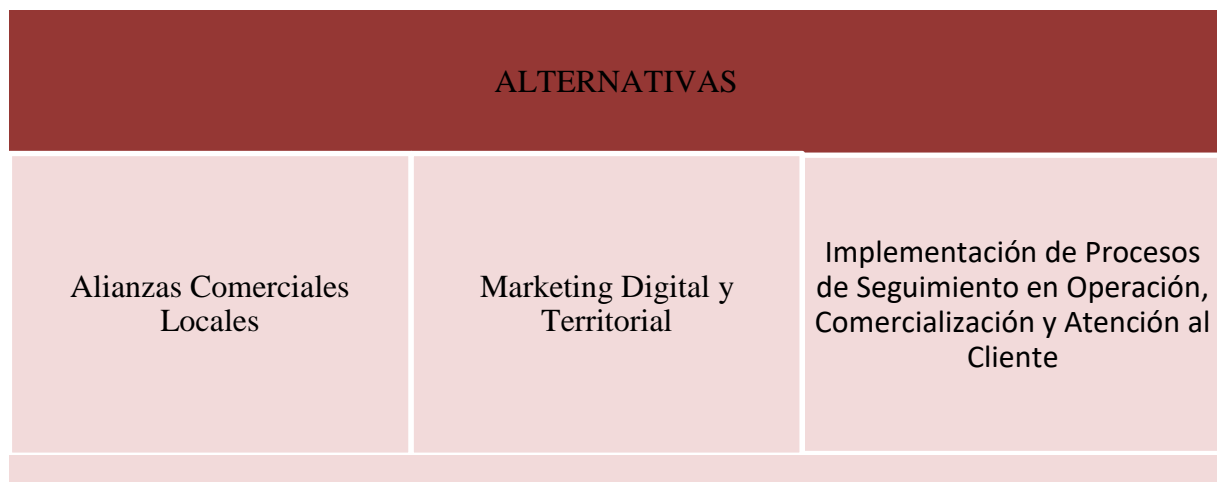 ALTERNATIVAS
Alianzas Comerciales
Locales
Marketing Digital y
Territorial
Implementación de Procesos
de Seguimiento en Operación,
Comercialización y Atención al
Cliente